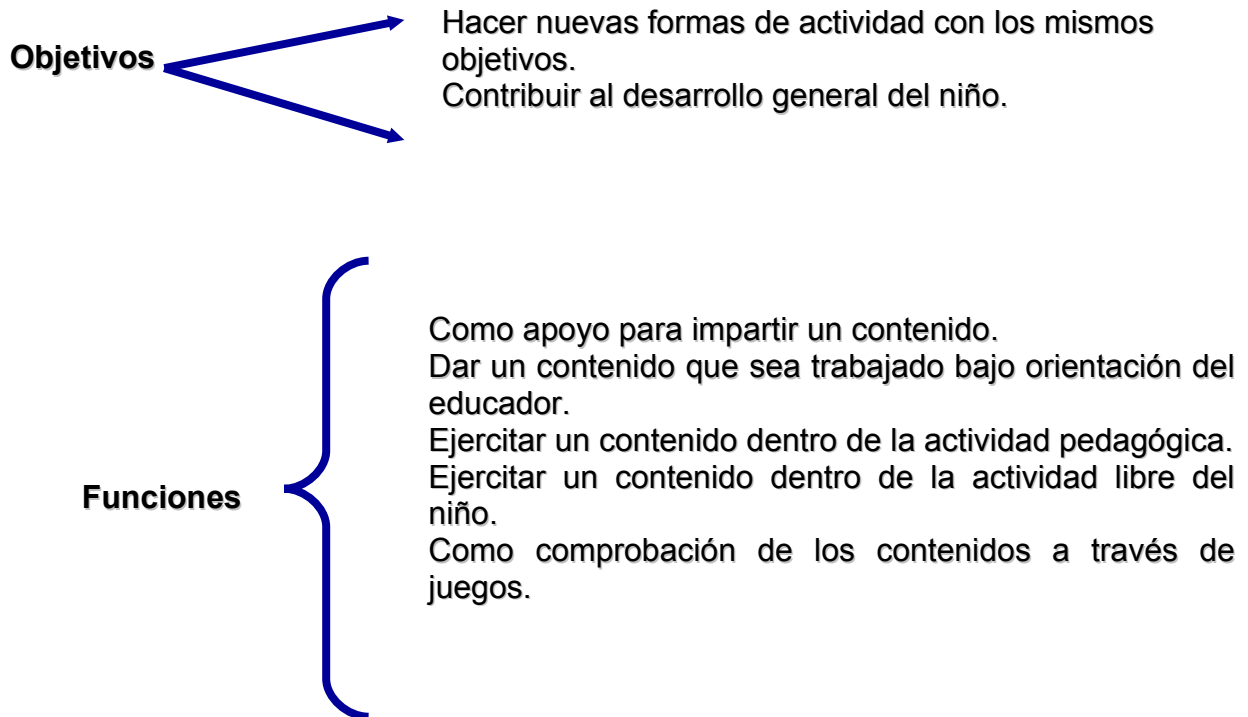 Objetivos
Hacer nuevas formas de actividad con los mismos
objetivos.
Contribuir al desarrollo general del niño.
Funciones
Como apoyo para impartir un contenido.
Dar un contenido que sea trabajado bajo orientación del
educador.
Ejercitar un contenido dentro de la actividad pedagógica.
Ejercitar un contenido dentro de la actividad libre del
niño.
Como comprobación de los contenidos a través de
juegos.